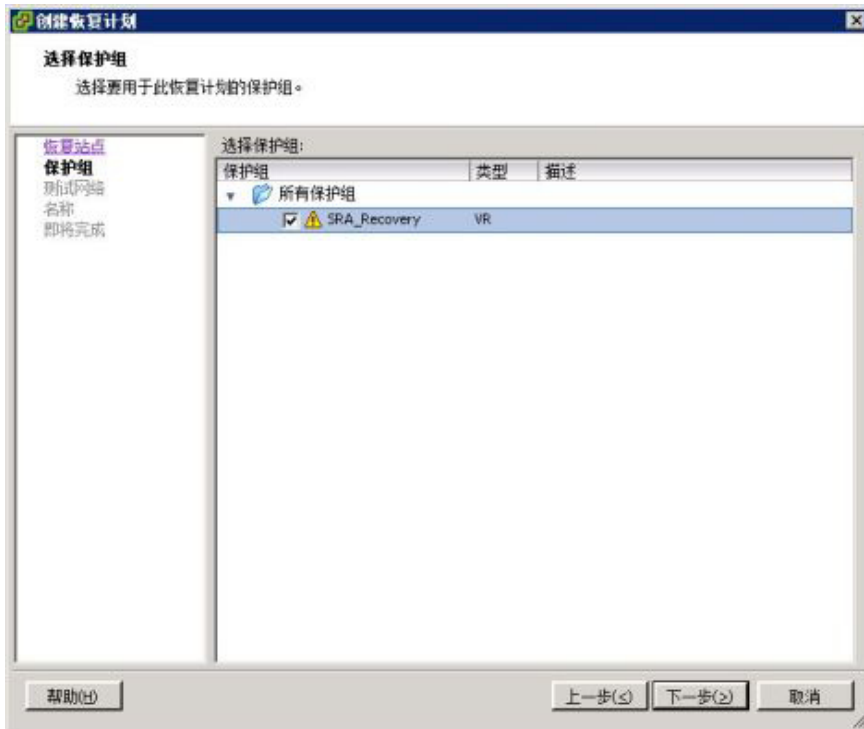 创建恢复计划
选择保护组
选择要用于此恢复计划的保护组。
恢复站点
保护组
测试网络
名称
即将完成
选择保护组:
保护组 类型 描述
所有保护组
SRA_Recovery VR
帮助(H) 上一步(≤) 下一步(≥) 取消